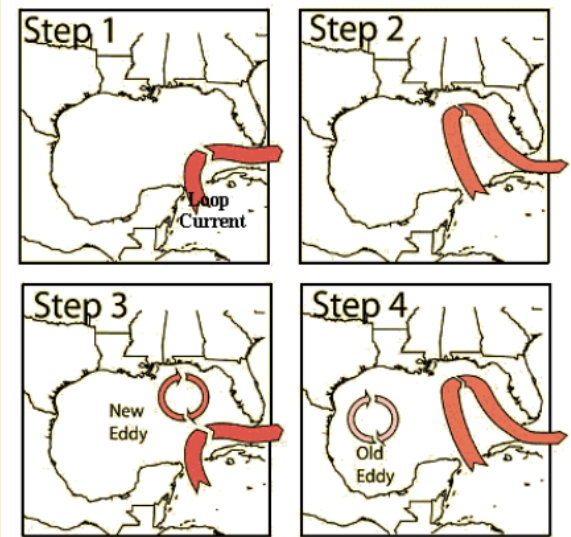 Step 1
Loop
Current
Step 2
Step 3
New
Eddy
Step 4
Old
Eddy